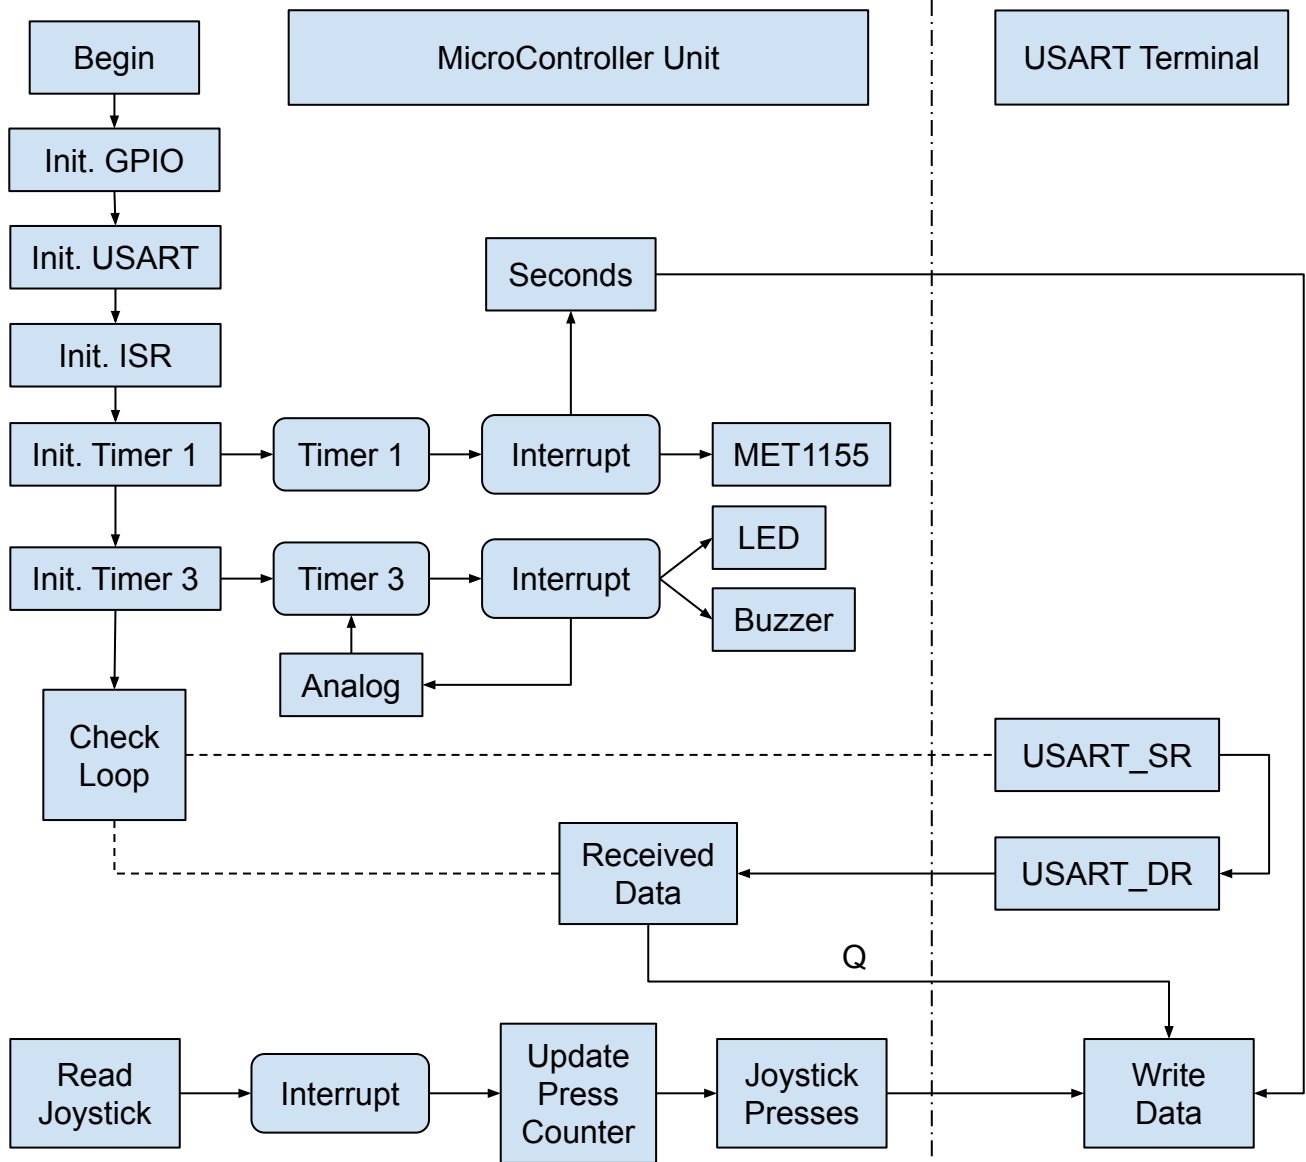 Begin
MicroController Unit
USART Terminal
Init. GPIO
Init. USART
Seconds
Init. ISR
Init. Timer 1
Timer 1
Interrupt
MET1155
LED
Init. Timer 3
Timer 3
Interrupt
Buzzer
Analog
Check
Loop
USART_SR
Received
Data
USART_DR
Q
Read
Joystick
Interrupt
Update
Press
Counter
Joystick
Presses
Write
Data